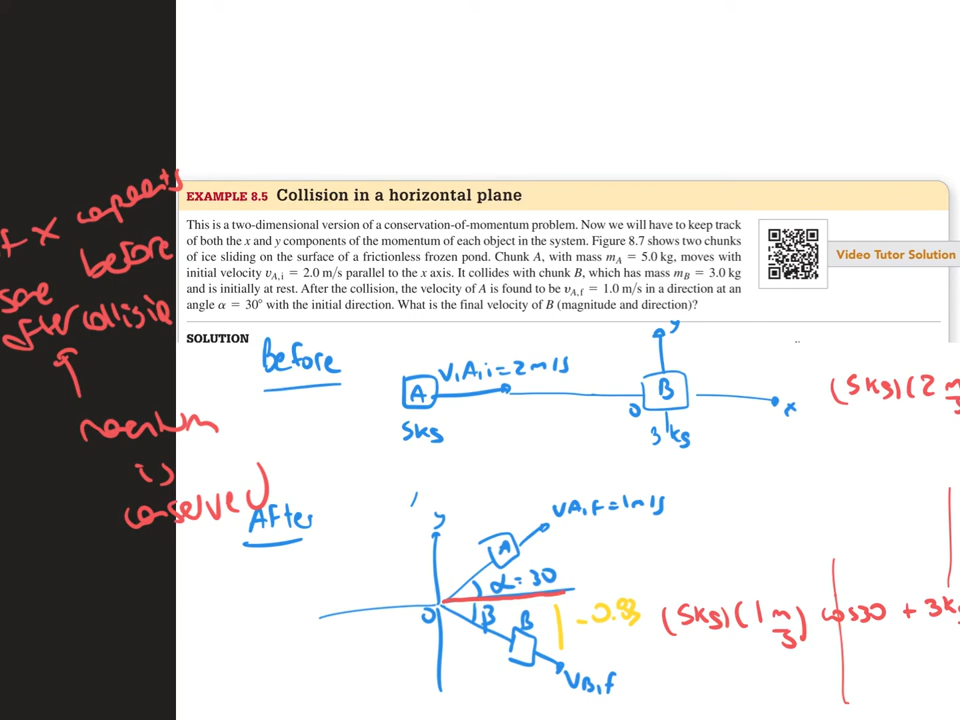 EXAMPLE 8.5 Collision in a horizontal plane
This is a two-dimensional version of a conservation-of-momentum problem. Now we will have to keep track
of both the x and y components of the momentum of each object in the system. Figure 8.7 shows two chunks
of ice sliding on the surface of a frictionless frozen pond. Chunk A, with mass mA = 5.0 kg, moves with
initial velocity vA,i = 2.0 m/s parallel to the x axis. It collides with chunk B, which has mass mB = 3.0 kg
and is initially at rest. After the collision, the velocity of A is found to be vA,f = 1.0 m/s in a direction at an
angle α = 30° with the initial direction. What is the final velocity of B (magnitude and direction)?
Video Tutor Solution
SOLUTION
x
before
after collisio
is
conserved
Before
V,A,i = 2m/s
A
5kg
y
B
0
x
3 kg
(5kg)(2 m
After
y
VA,f = 1m/s
A
α = 30
0
β
B
VB,f
-0.83
(5kg)(1 m/s) cos30 + 3k